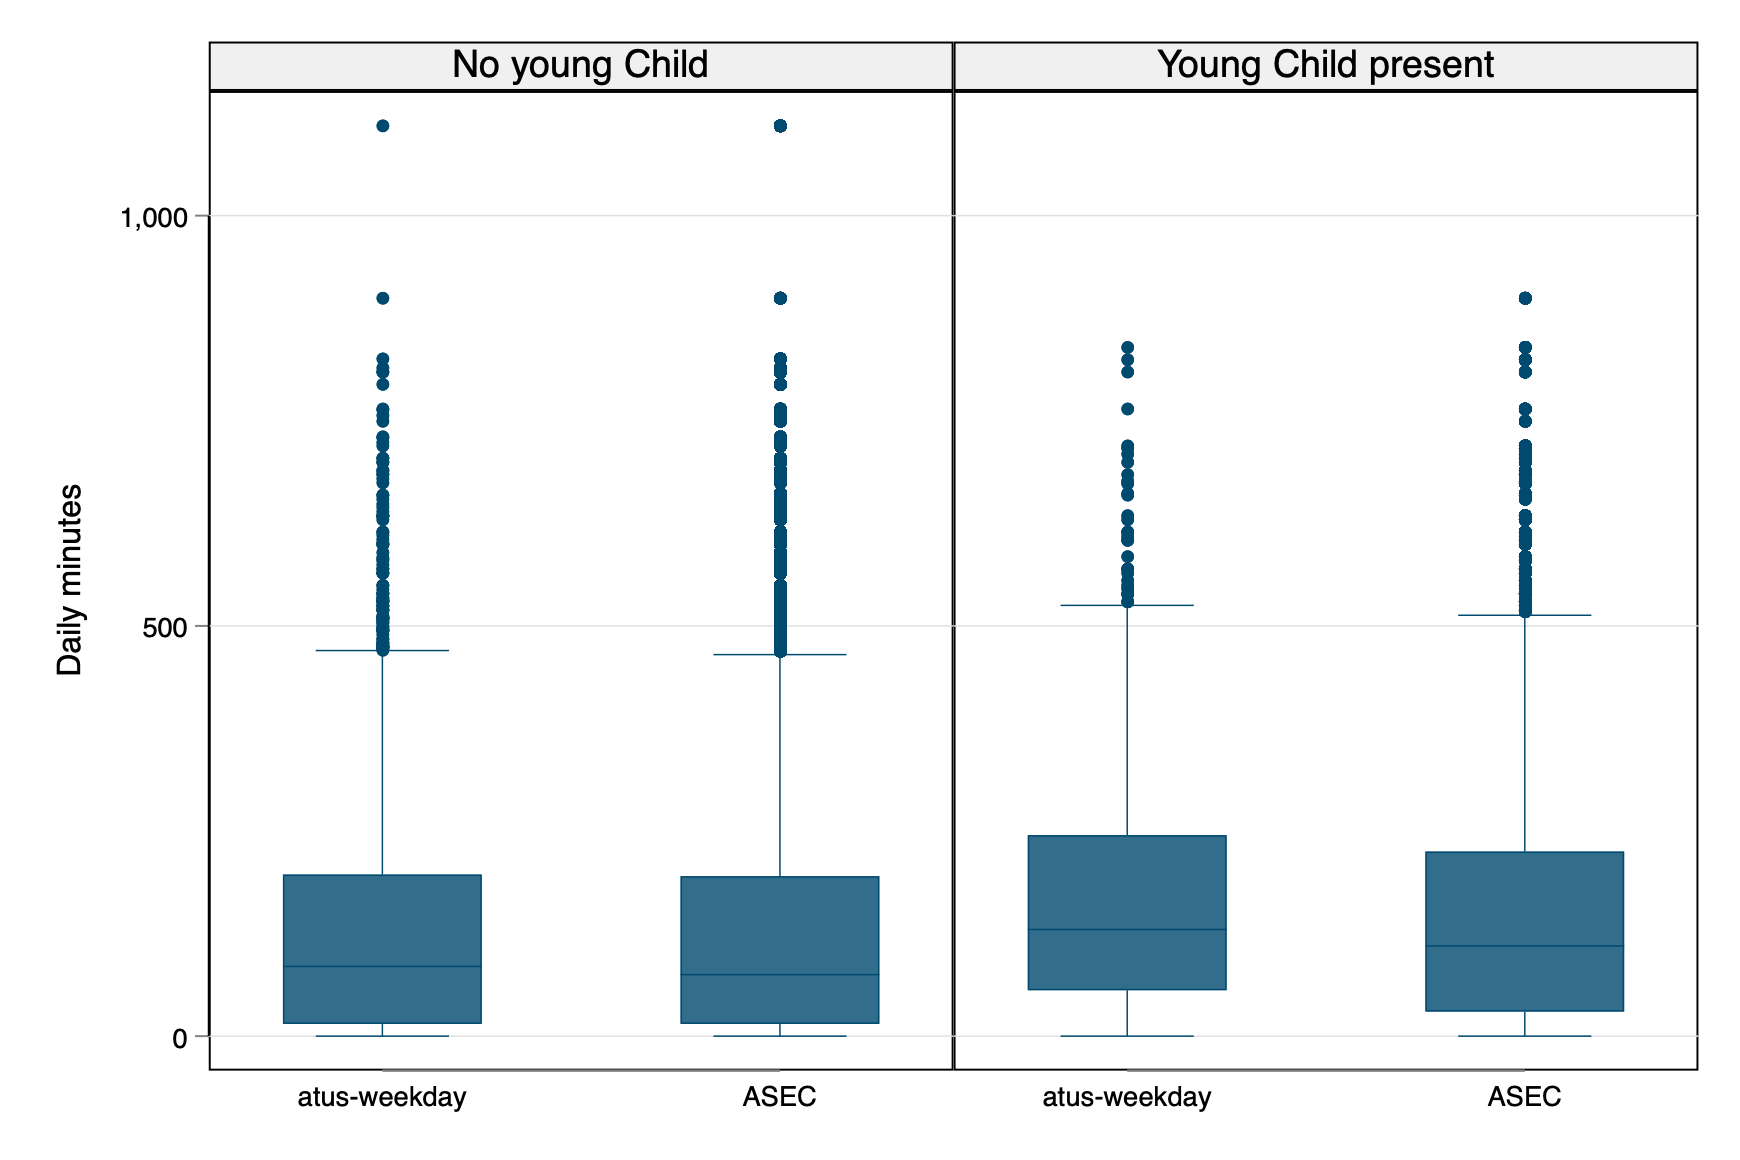 No young Child
Young Child present
Daily minutes
1,000
500
0
atus-weekday
ASEC
atus-weekday
ASEC